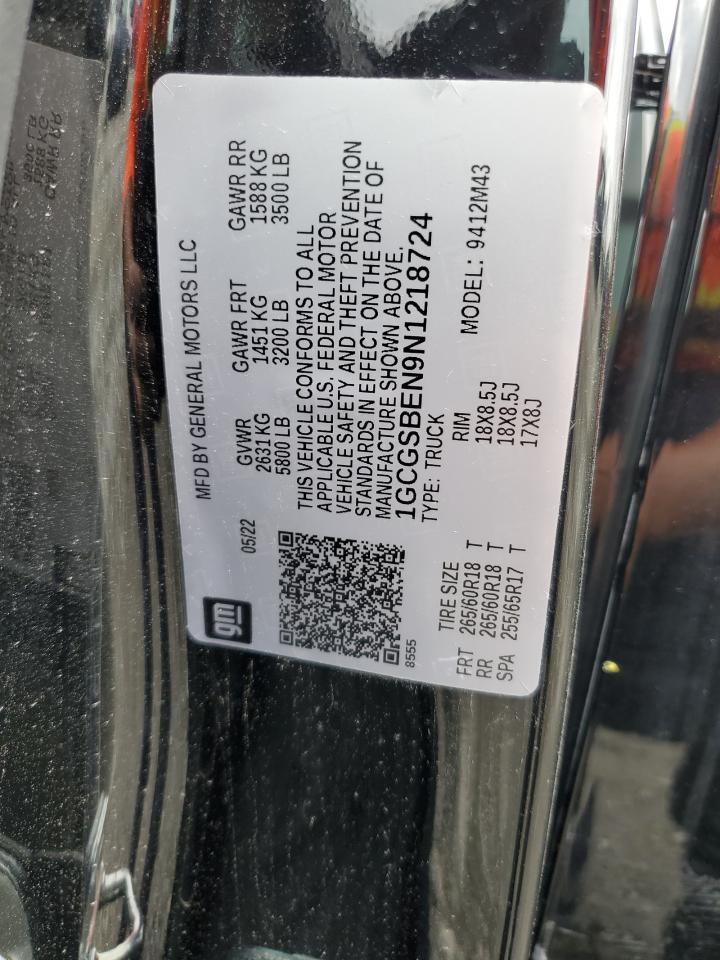 MFD BY GENERAL MOTORS LLC
05/22
GVWR GAWR FRT GAWR RR
2631 KG 1451 KG 1588 KG
5800 LB 3200 LB 3500 LB
THIS VEHICLE CONFORMS TO ALL
APPLICABLE U.S. FEDERAL MOTOR
VEHICLE SAFETY AND THEFT PREVENTION
STANDARDS IN EFFECT ON THE DATE OF
MANUFACTURE SHOWN ABOVE.
1GCGSBEN9N1218724
TYPE: TRUCK MODEL: 9412M43
gm
8555
TIRE SIZE RIM
FRT 265/60R18 T 18X8.5J
RR 265/60R18 T 18X8.5J
SPA 255/65R17 T 17X8J